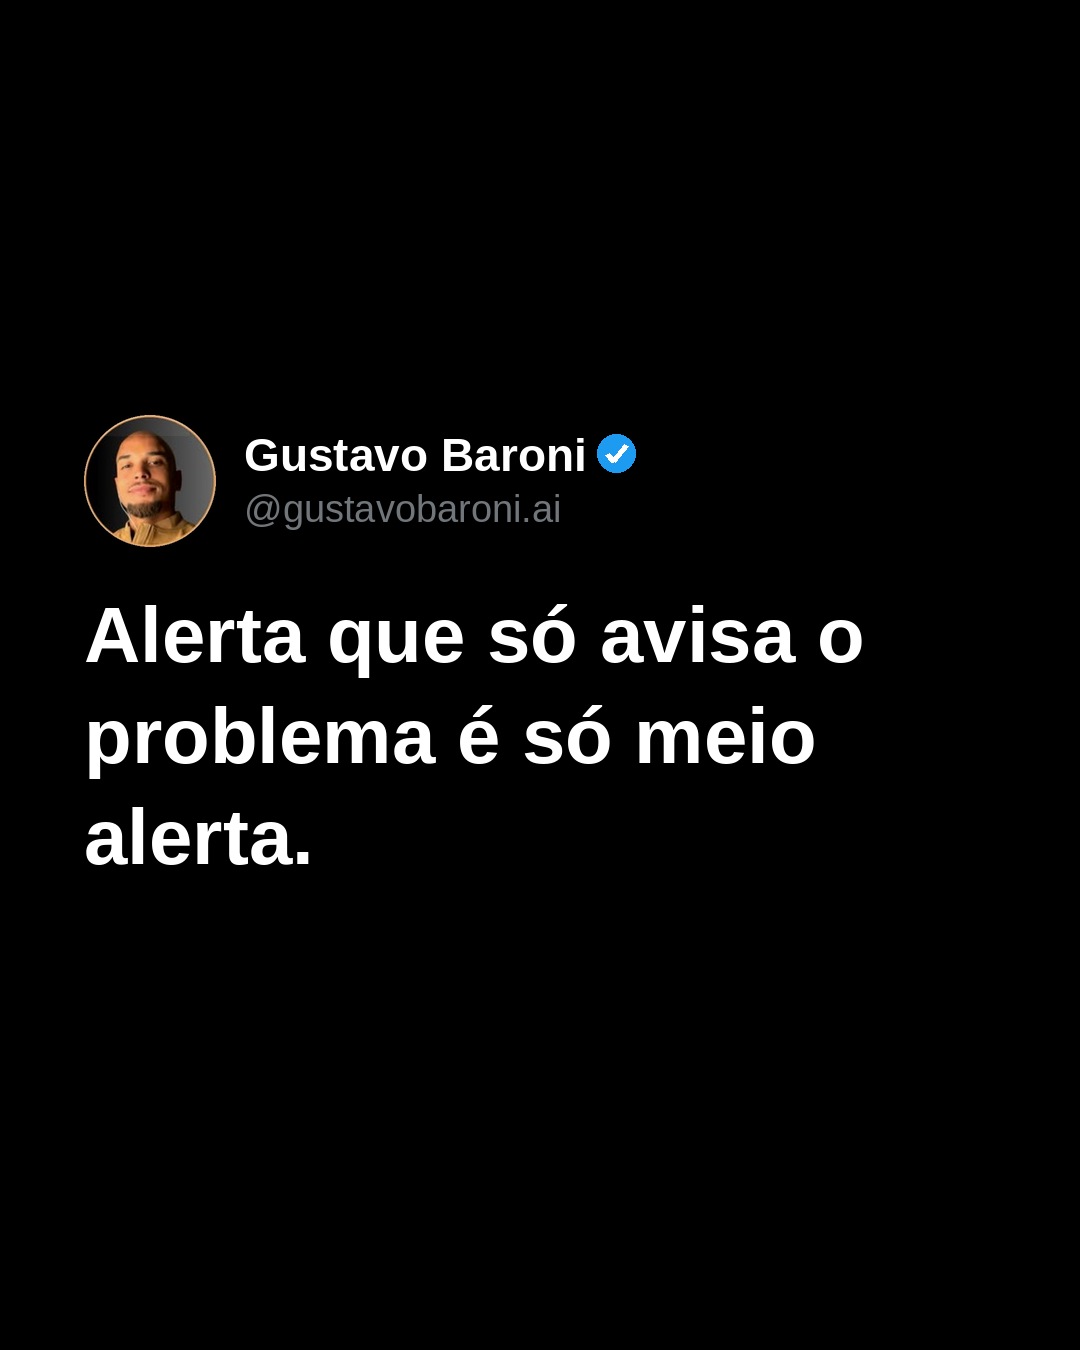 Gustavo Baroni
@gustavobaroni.ai
Alerta que só avisa o
problema é só meio
alerta.